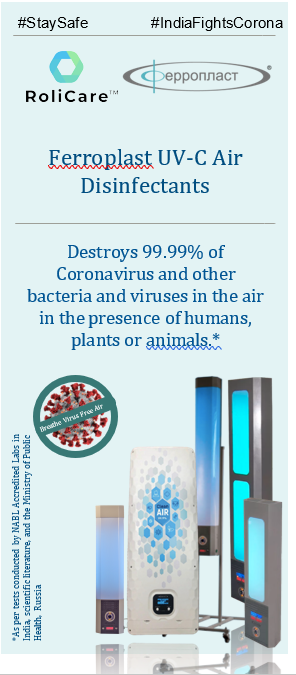 #StaySafe #IndiaFightsCorona
RoliCare™
ферропласт®
Ferroplast UV-C Air
Disinfectants
Destroys 99.99% of
Coronavirus and other
bacteria and viruses in the air
in the presence of humans,
plants or animals.*
Breathe Virus Free Air
AIR
*As per tests conducted by NABL Accredited Labs in
India, scientific literature, and the Ministry of Public
Health, Russia